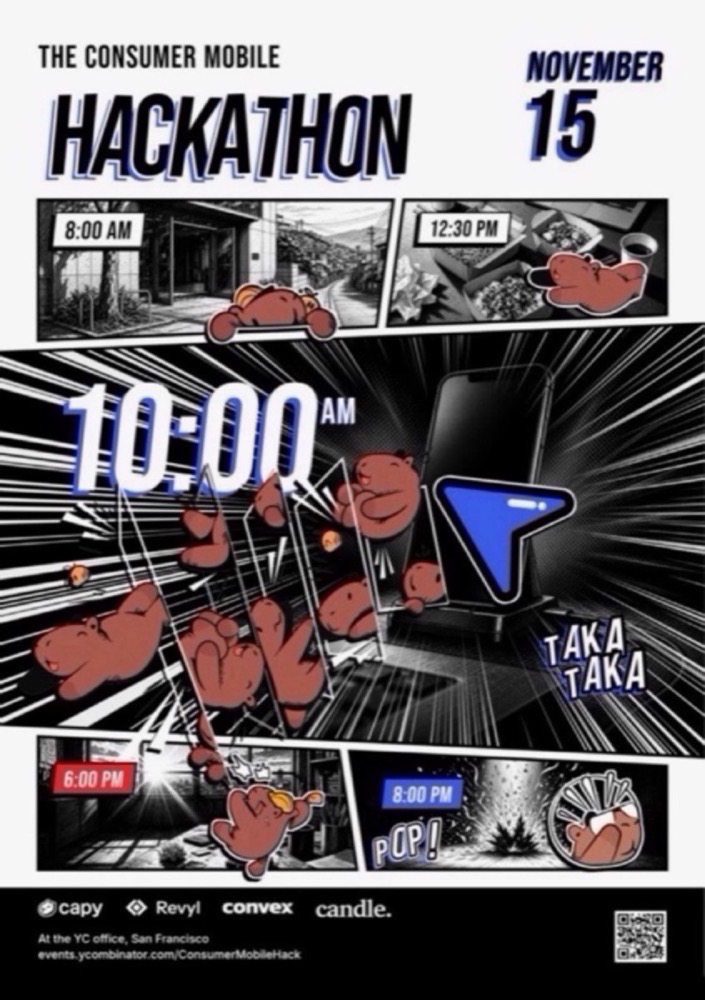 THE CONSUMER MOBILE
HACKATHON
NOVEMBER
15
8:00 AM
12:30 PM
10:00 AM
TAKA
TAKA
6:00 PM
8:00 PM
POP!
capy Revyl convex candle.
At the YC office, San Francisco
events.ycombinator.com/ConsumerMobileHack